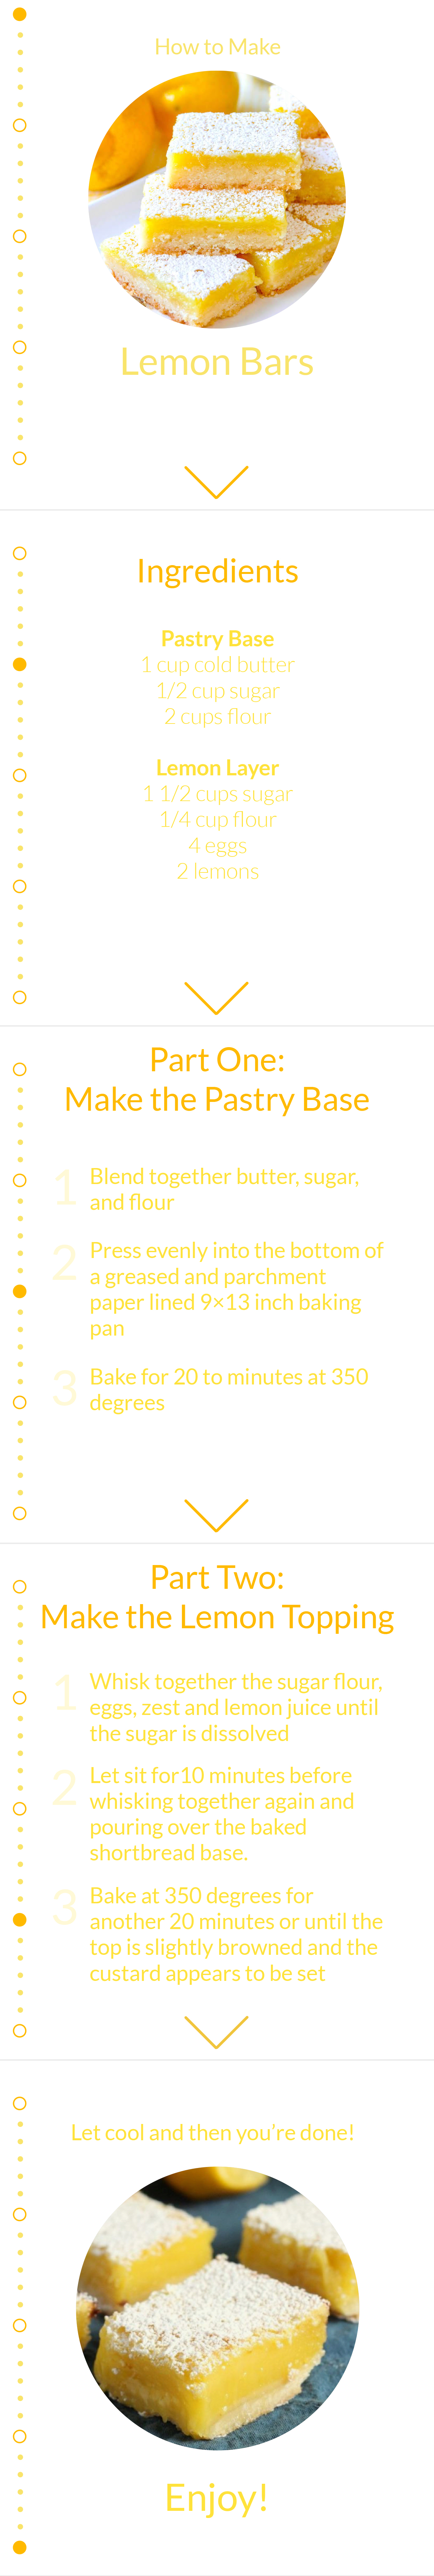 How to Make
Lemon Bars
Ingredients
Pastry Base
1 cup cold butter
1/2 cup sugar
2 cups flour
Lemon Layer
1 1/2 cups sugar
1/4 cup flour
4 eggs
2 lemons
Part One:
Make the Pastry Base
1 Blend together butter, sugar,
and flour
2 Press evenly into the bottom of
a greased and parchment
paper lined 9×13 inch baking
pan
3 Bake for 20 to minutes at 350
degrees
Part Two:
Make the Lemon Topping
1 Whisk together the sugar flour,
eggs, zest and lemon juice until
the sugar is dissolved
2 Let sit for10 minutes before
whisking together again and
pouring over the baked
shortbread base.
3 Bake at 350 degrees for
another 20 minutes or until the
top is slightly browned and the
custard appears to be set
Let cool and then you're done!
Enjoy!